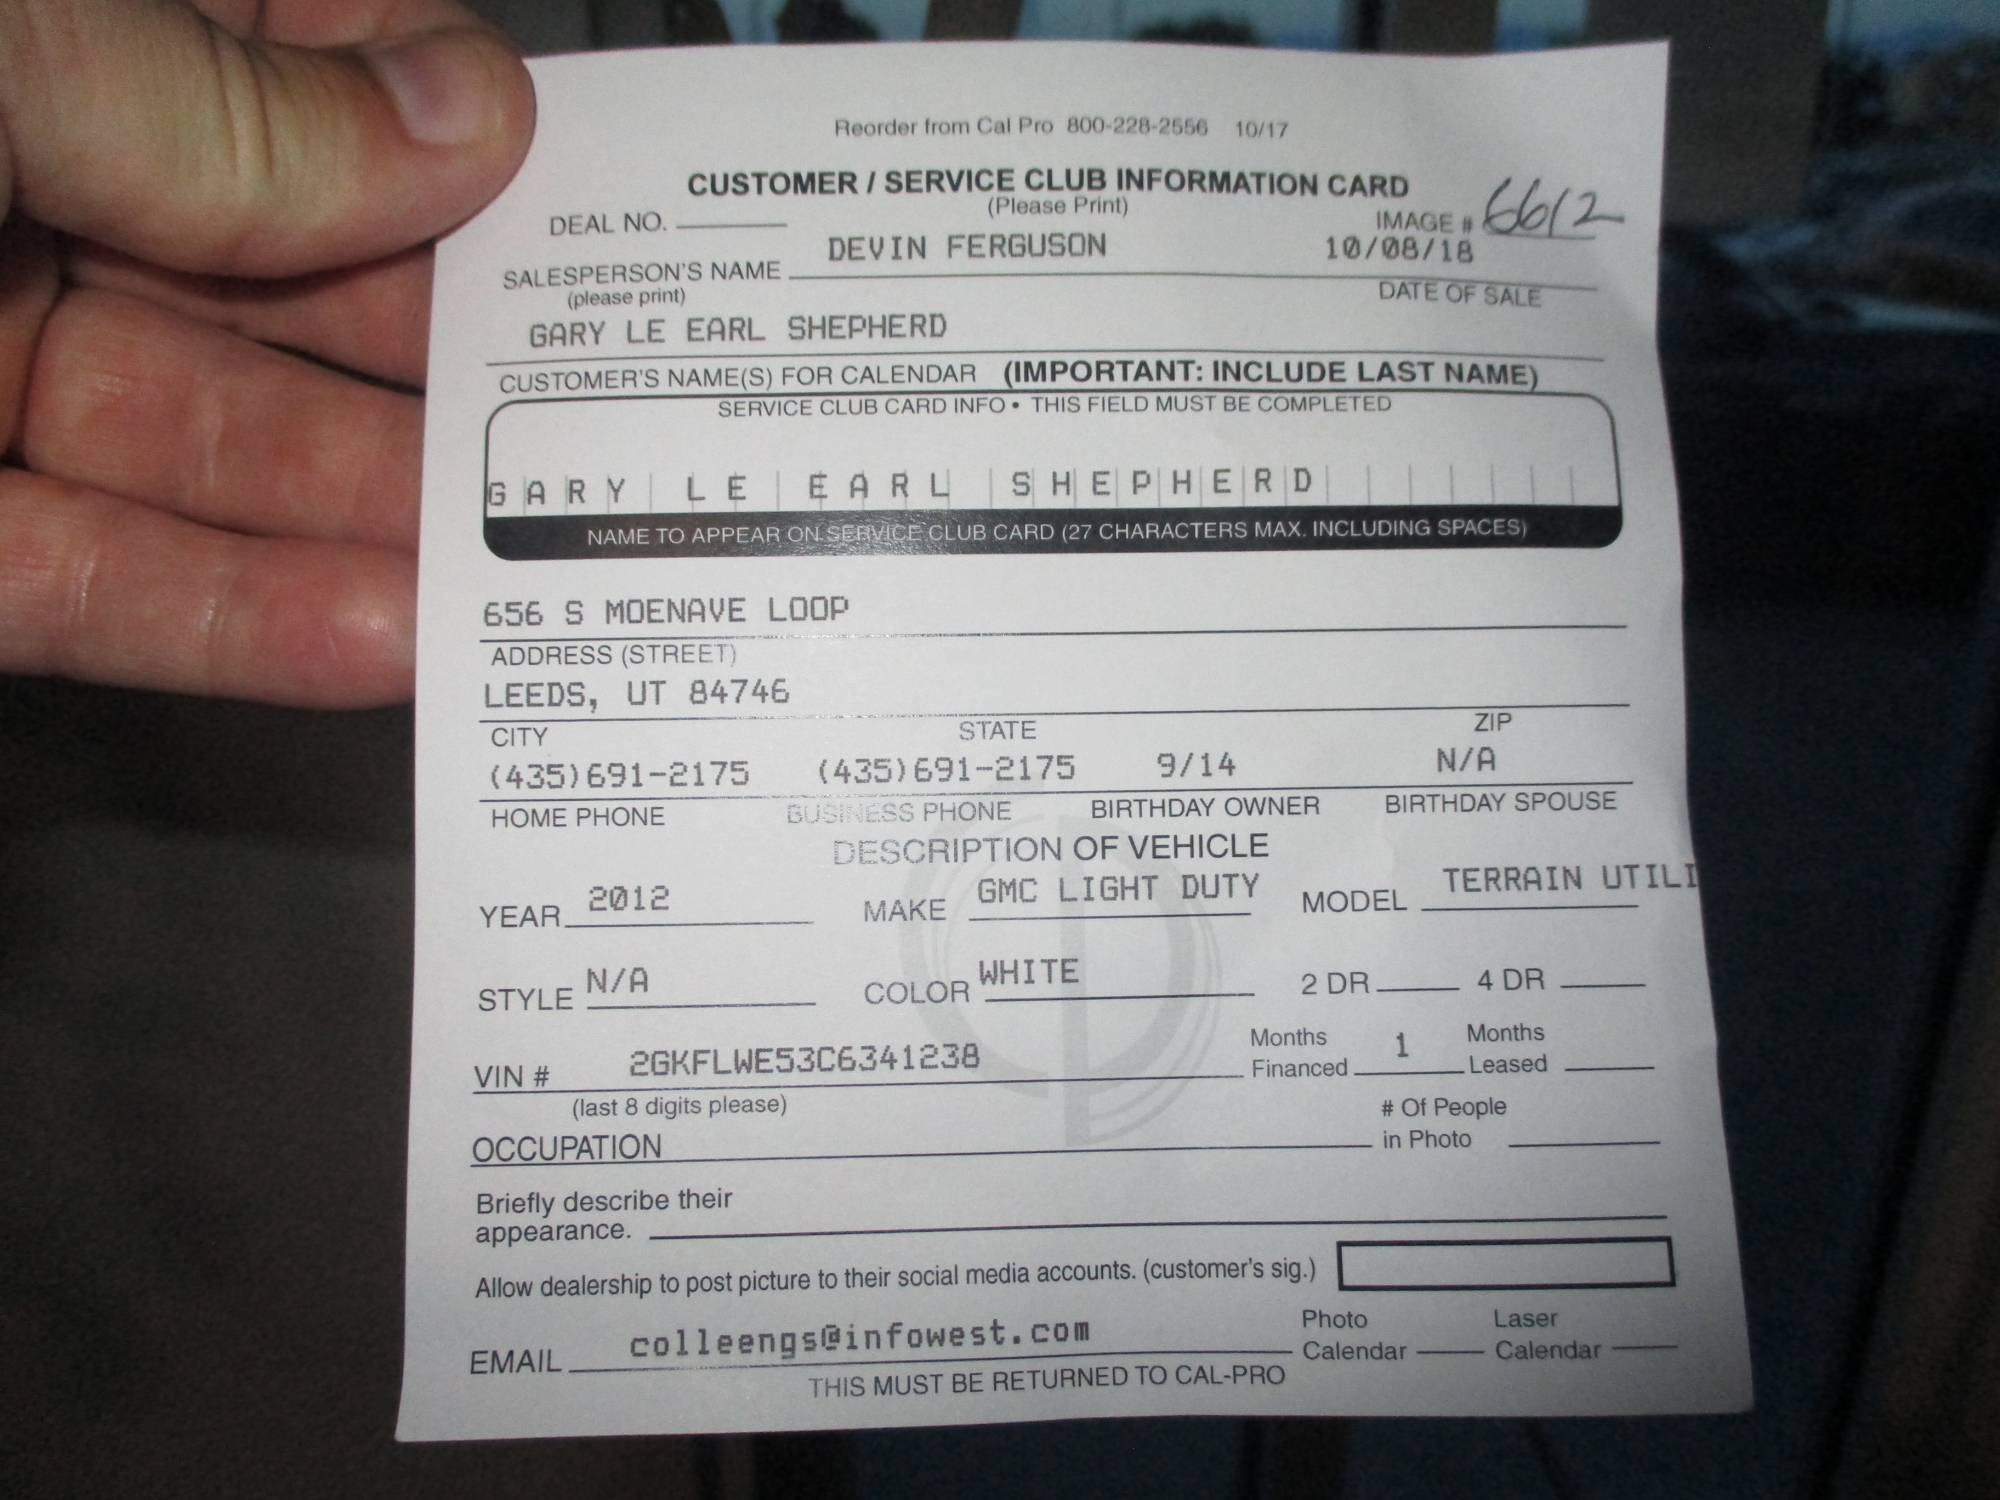 Reorder from Cal Pro 800-228-2556 10/17
CUSTOMER / SERVICE CLUB INFORMATION CARD
(Please Print)
DEAL NO. IMAGE # 6612
DEVIN FERGUSON 10/08/18
SALESPERSON'S NAME
(please print) DATE OF SALE
GARY LE EARL SHEPHERD
CUSTOMER'S NAME(S) FOR CALENDAR (IMPORTANT: INCLUDE LAST NAME)
SERVICE CLUB CARD INFO • THIS FIELD MUST BE COMPLETED
GARY LE EARL SHEPHERD
NAME TO APPEAR ON SERVICE CLUB CARD (27 CHARACTERS MAX. INCLUDING SPACES)
656 S MOENAVE LOOP
ADDRESS (STREET)
LEEDS, UT 84746
CITY STATE ZIP
(435)691-2175 (435)691-2175 9/14 N/A
HOME PHONE BUSINESS PHONE BIRTHDAY OWNER BIRTHDAY SPOUSE
DESCRIPTION OF VEHICLE
YEAR 2012 MAKE GMC LIGHT DUTY MODEL TERRAIN UTILI
STYLE N/A COLOR WHITE 2 DR 4 DR
VIN # 2GKFLWE53C6341238 Months Financed 1 Months Leased
(last 8 digits please)
OCCUPATION # Of People in Photo
Briefly describe their
appearance.
Allow dealership to post picture to their social media accounts. (customer's sig.)
EMAIL colleengs@infowest.com Photo Calendar Laser Calendar
THIS MUST BE RETURNED TO CAL-PRO